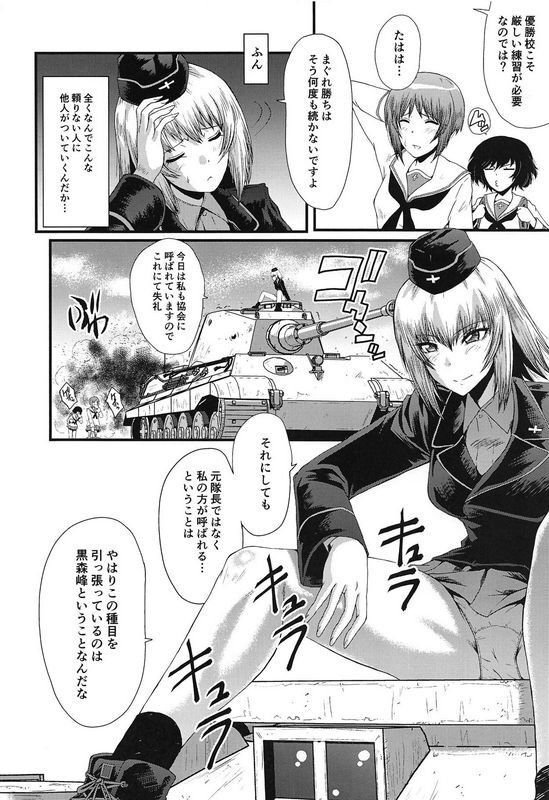 優勝校こそ
厳しい練習が必要
なのでは？
たはは…
まぐれ勝ちは
そう何度も続かないですよ
ふん
全くなんでこんな
頼りない人に
他人がついていくんだか…
今日は私も協会に
呼ばれていますので
これにて失礼
それにしても
元隊長ではなく
私の方が呼ばれる…
ということは
キュラ
キュラ
キュラ
やはりこの種目を
引っ張っているのは
黒森峰ということなんだな